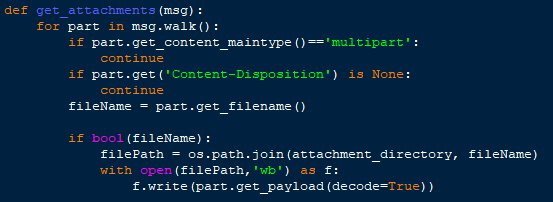 def get_attachments(msg):
    for part in msg.walk():
        if part.get_content_maintype()=='multipart':
            continue
        if part.get('Content-Disposition') is None:
            continue
        fileName = part.get_filename()

        if bool(fileName):
            filePath = os.path.join(attachment_directory, fileName)
            with open(filePath,'wb') as f:
                f.write(part.get_payload(decode=True))